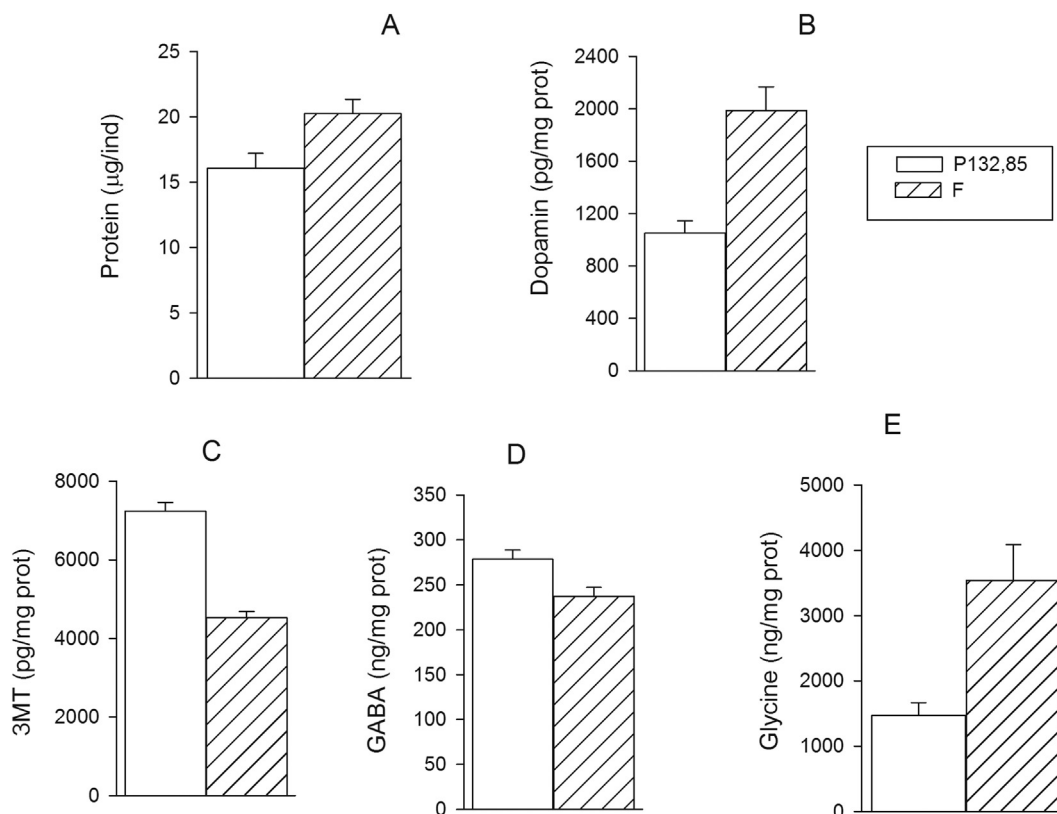 A
Protein (µg/ind)
25
20
15
10
5
0
B
Dopamin (pg/mg prot)
2400
2000
1600
1200
800
400
0
P132,85
F
C
3MT (pg/mg prot)
8000
6000
4000
2000
0
D
GABA (ng/mg prot)
350
300
250
200
150
100
50
0
E
Glycine (ng/mg prot)
5000
4000
3000
2000
1000
0